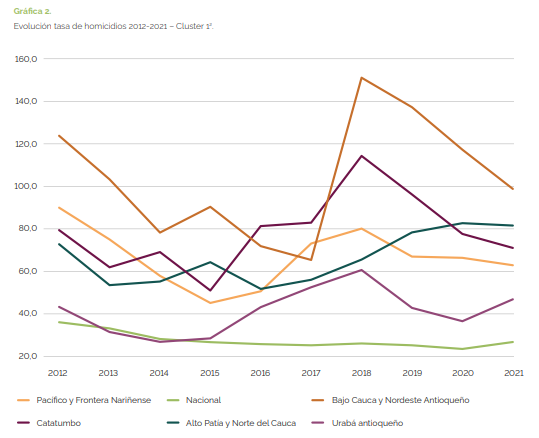 Gráfica 2.
Evolución tasa de homicidios 2012-2021 – Cluster 1².
160,0
140,0
120,0
100,0
80,0
60,0
40,0
20,0
2012 2013 2014 2015 2016 2017 2018 2019 2020 2021
Pacífico y Frontera Nariñense Nacional Bajo Cauca y Nordeste Antioqueño
Catatumbo Alto Patía y Norte del Cauca Urabá antioqueño